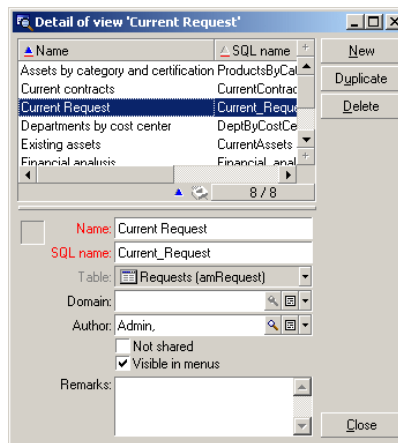 Detail of view 'Current Request'
Name SQL name
New
Assets by category and certification ProductsByCat
Duplicate
Current contracts CurrentContrac
Current Request Current_Reque
Delete
Departments by cost center DeptByCostCe
Existing assets CurrentAssets
Financial analysis Financial_anal
8 / 8
Name: Current Request
SQL name: Current_Request
Table: Requests (amRequest)
Domain:
Author: Admin,
Not shared
Visible in menus
Remarks:
Close